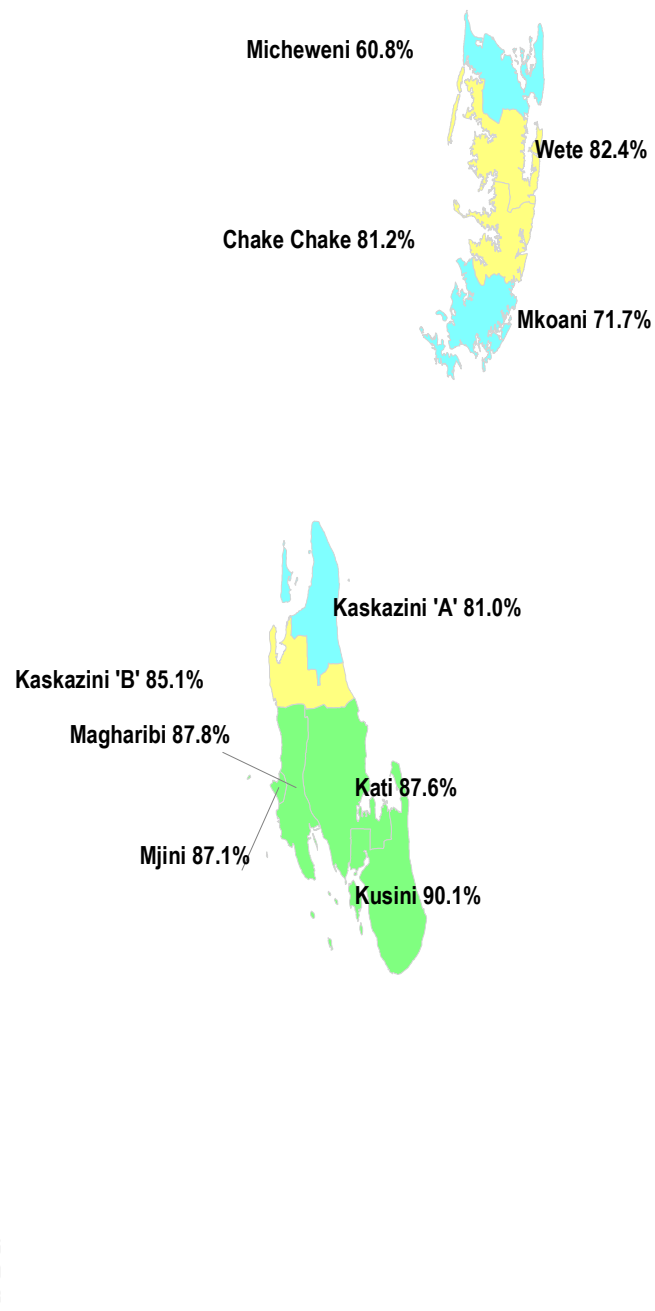 Micheweni 60.8%
Wete 82.4%
Chake Chake 81.2%
Mkoani 71.7%
Kaskazini 'A' 81.0%
Kaskazini 'B' 85.1%
Magharibi 87.8%
Kati 87.6%
Mjini 87.1%
Kusini 90.1%